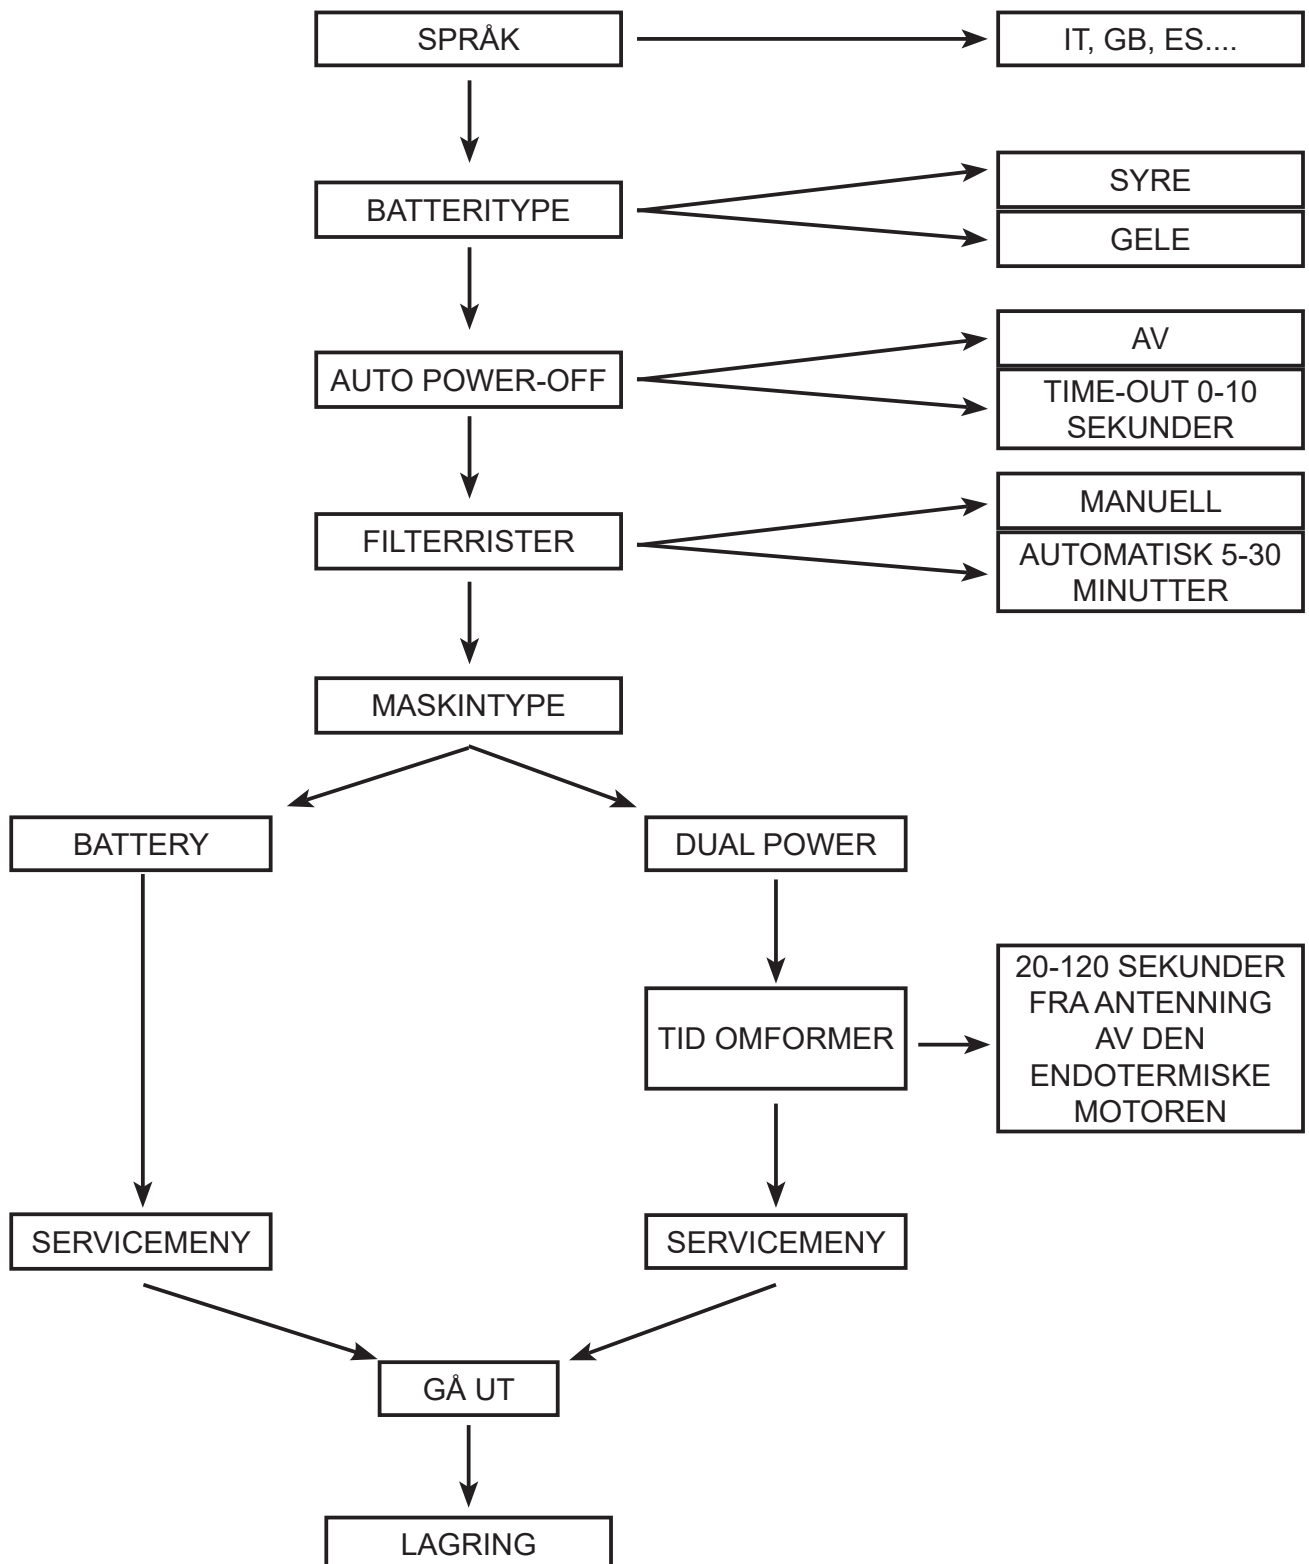 SPRÅK
IT, GB, ES....
BATTERITYPE
SYRE
GELE
AUTO POWER-OFF
AV
TIME-OUT 0-10
SEKUNDER
FILTERRISTER
MANUELL
AUTOMATISK 5-30
MINUTTER
MASKINTYPE
BATTERY
DUAL POWER
TID OMFORMER
20-120 SEKUNDER
FRA ANTENNING
AV DEN
ENDOTERMISKE
MOTOREN
SERVICEMENY
SERVICEMENY
GÅ UT
LAGRING